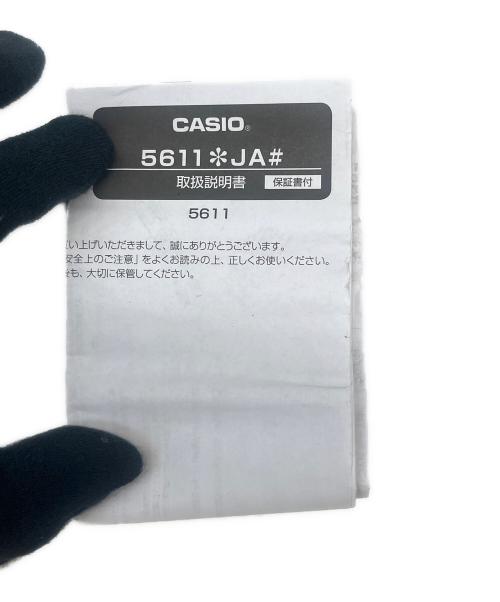 CASIO®
5611✻JA#
取扱説明書 保証書付
5611
い上げいただきまして、誠にありがとうございます。
安全上のご注意」をよくお読みの上、正しくお使いください。
も、大切に保管してください。